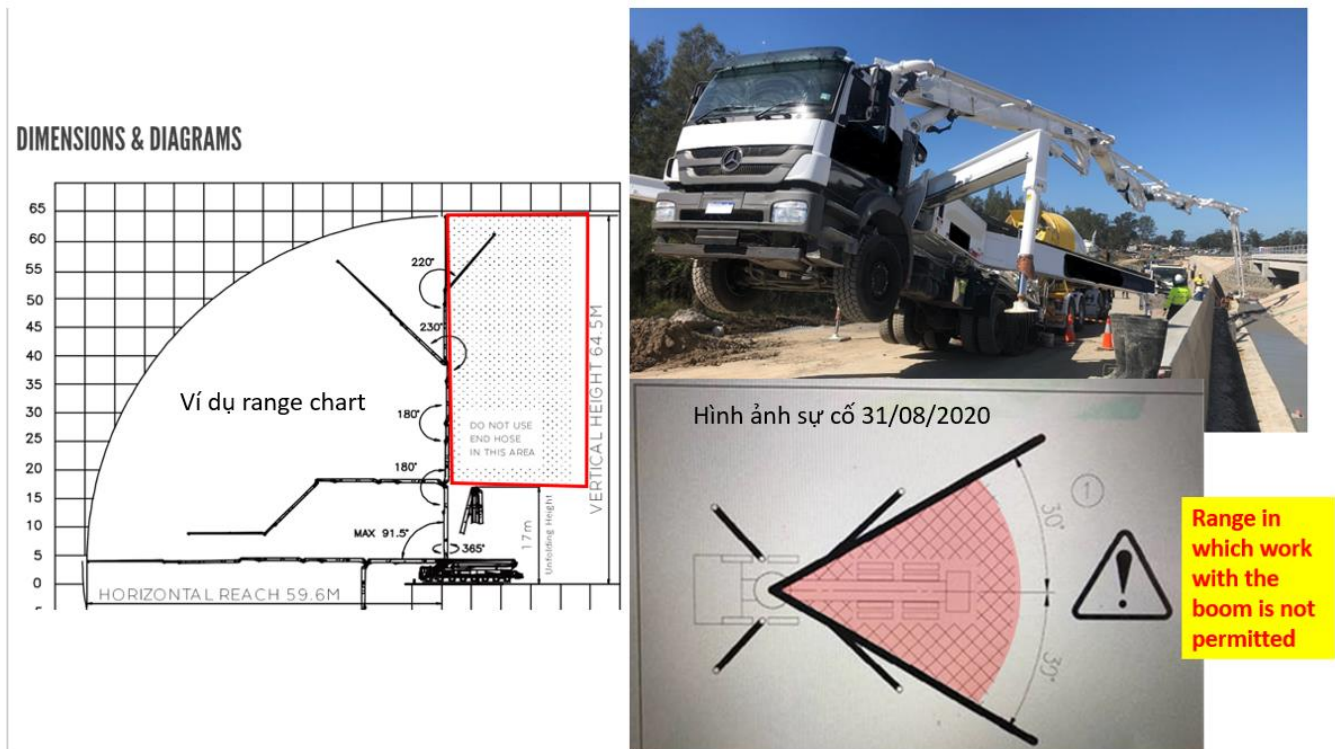 DIMENSIONS & DIAGRAMS
65
60
55
50
45
40
35
30
25
20
15
10
5
0
220°
230°
180°
180°
MAX 91.5°
365°
Ví dụ range chart
DO NOT USE
END HOSE
IN THIS AREA
VERTICAL HEIGHT 64.5M
17m
Unfolding Height
HORIZONTAL REACH 59.6M
Hình ảnh sự cố 31/08/2020
1
30°
30°
Range in
which work
with the
boom is not
permitted